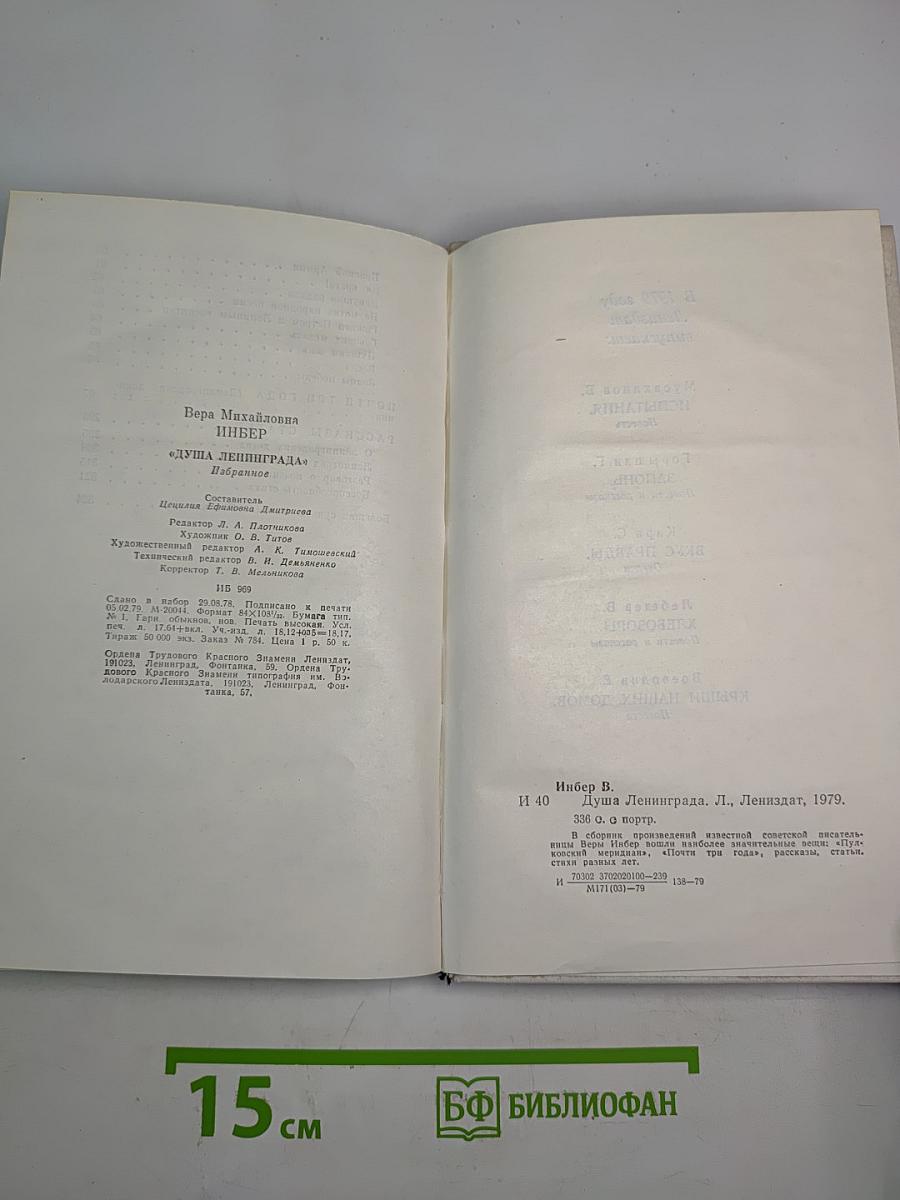 Вера Михайловна
ИНБЕР
«ДУША ЛЕНИНГРАДА»
Избранное
Составитель
Цецилия Ефимовна Дмитриева
Редактор Л. А. Плотникова
Художник О. В. Титов
Художественный редактор А. К. Тимошевский
Технический редактор В. И. Демьяненко
Корректор Т. В. Мельникова
ИБ 969
Сдано в набор 29.08.78. Подписано к печати
05.02.79. М-20044. Формат 84×108¹/₃₂. Бумага тип.
№ 1. Гарн. обыкнов. нов. Печать высокая. Усл.
печ. л. 17.64+вкл. Уч.-изд. л. 18,12+0,05=18,17.
Тираж 50 000 экз. Заказ № 784. Цена 1 р. 50 к.
Ордена Трудового Красного Знамени Лениздат,
191023, Ленинград, Фонтанка, 59. Ордена Тру-
дового Красного Знамени типография им. Во-
лодарского Лениздата, 191023, Ленинград, Фон-
танка, 57.
Инбер В.
И 40 Душа Ленинграда. Л., Лениздат, 1979.
336 с. с портр.
В сборник произведений известной советской писатель-
ницы Веры Инбер вошли наиболее значительные вещи: «Пул-
ковский меридиан», «Почти три года», рассказы, статьи,
стихи разных лет.
И 70302 3702020100—239 138—79
М171(03)—79
15 см
БФ БИБЛИОФАН